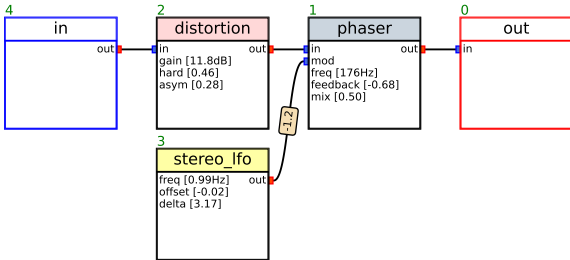 4
in
out
2
distortion
in
out
gain [11.8dB]
hard [0.46]
asym [0.28]
1
phaser
in
out
mod
freq [176Hz]
feedback [-0.68]
mix [0.50]
0
out
in
-1.2
3
stereo_lfo
freq [0.99Hz]
out
offset [-0.02]
delta [3.17]